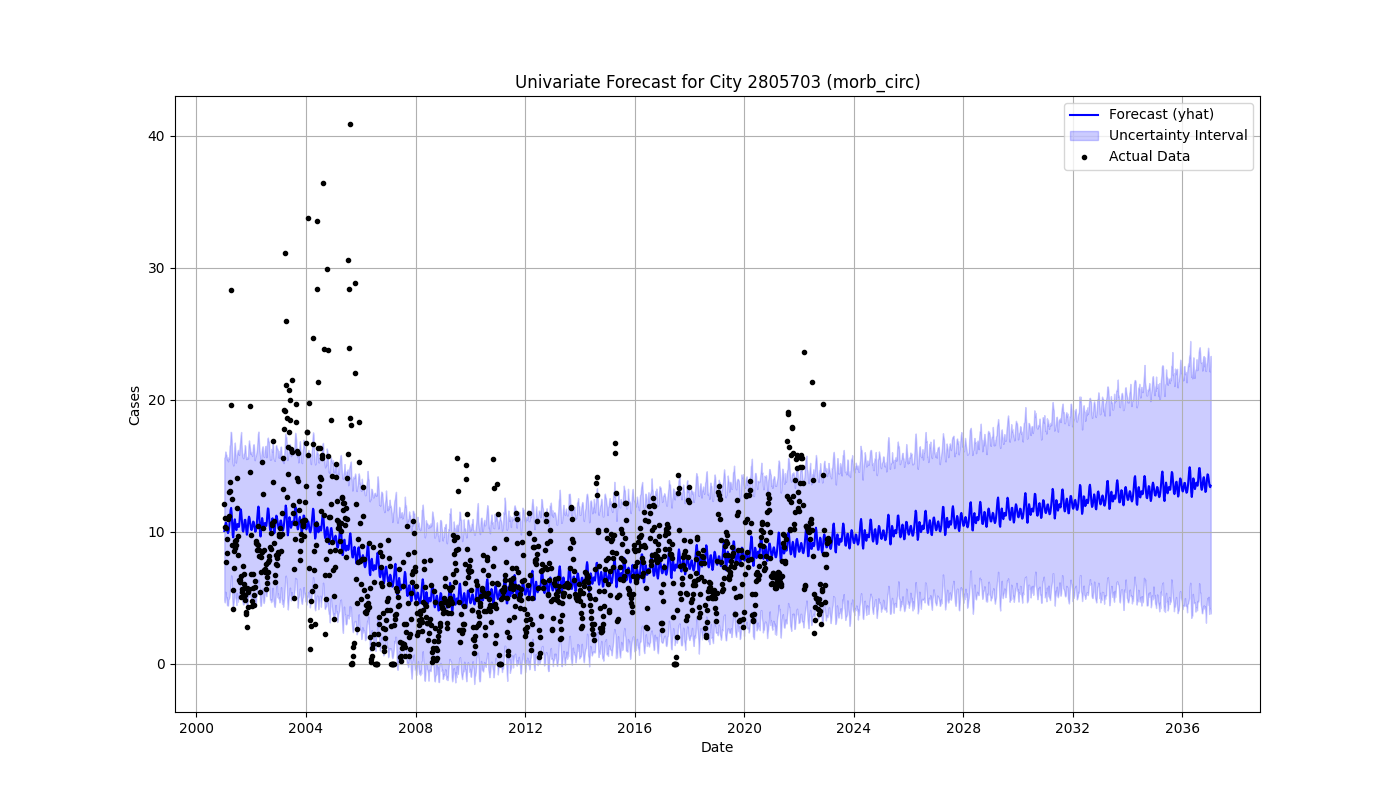 Univariate Forecast for City 2805703 (morb_circ)
Forecast (yhat)
Uncertainty Interval
Actual Data
Cases
40
30
20
10
0
2000 2004 2008 2012 2016 2020 2024 2028 2032 2036
Date